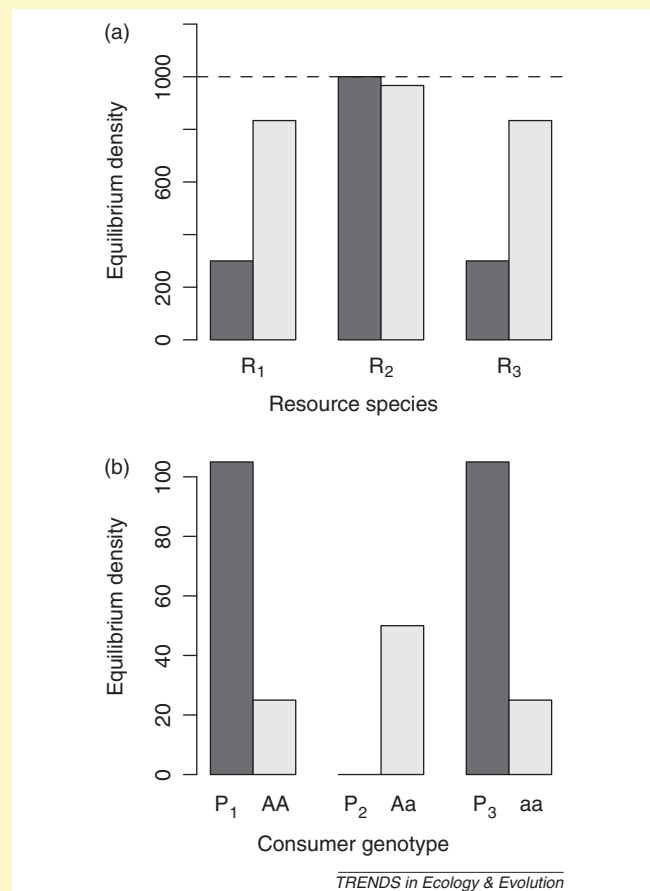 (a)
Equilibrium density
1000
600
200
0
R1 R2 R3
Resource species
(b)
Equilibrium density
100
80
60
40
20
0
P1 AA P2 Aa P3 aa
Consumer genotype
TRENDS in Ecology & Evolution